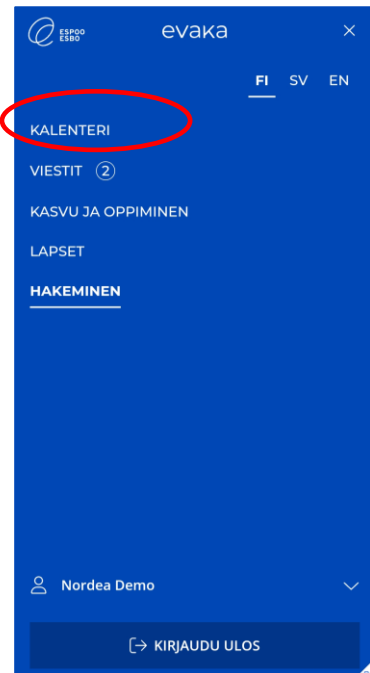 ESPOO
ESBO
evaka
FI SV EN
KALENTERI
VIESTIT 2
KASVU JA OPPIMINEN
LAPSET
HAKEMINEN
Nordea Demo
KIRJAUDU ULOS